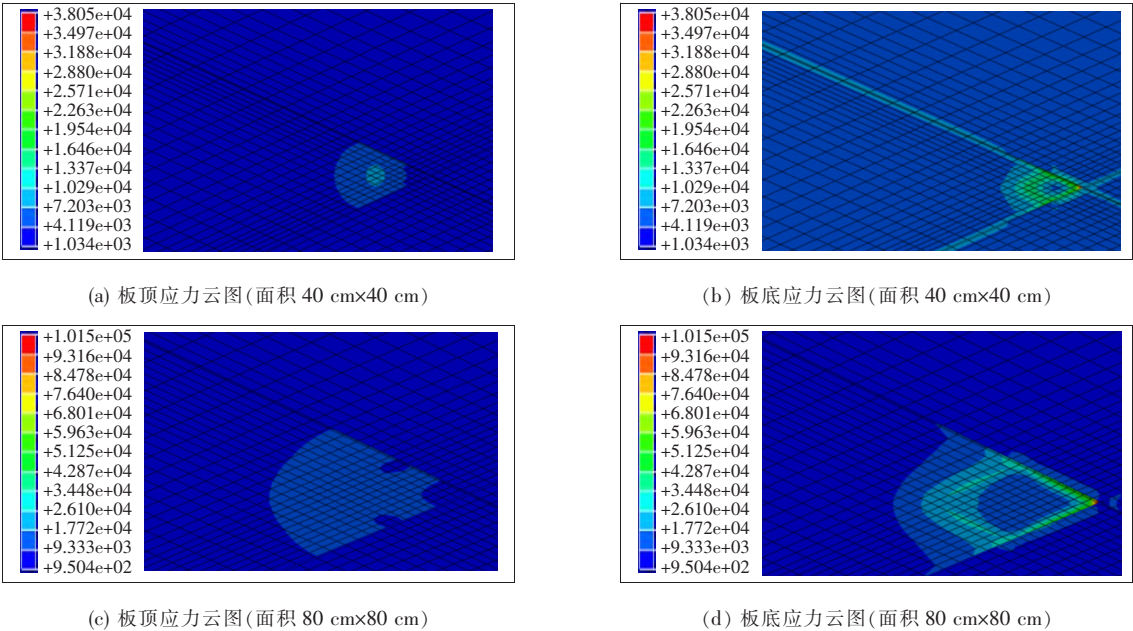 +3.805e+04
+3.497e+04
+3.188e+04
+2.880e+04
+2.571e+04
+2.263e+04
+1.954e+04
+1.646e+04
+1.337e+04
+1.029e+04
+7.203e+03
+4.119e+03
+1.034e+03
(a) 板顶应力云图(面积 40 cm×40 cm)
+3.805e+04
+3.497e+04
+3.188e+04
+2.880e+04
+2.571e+04
+2.263e+04
+1.954e+04
+1.646e+04
+1.337e+04
+1.029e+04
+7.203e+03
+4.119e+03
+1.034e+03
(b) 板底应力云图(面积 40 cm×40 cm)
+1.015e+05
+9.316e+04
+8.478e+04
+7.640e+04
+6.801e+04
+5.963e+04
+5.125e+04
+4.287e+04
+3.448e+04
+2.610e+04
+1.772e+04
+9.333e+03
+9.504e+02
(c) 板顶应力云图(面积 80 cm×80 cm)
+1.015e+05
+9.316e+04
+8.478e+04
+7.640e+04
+6.801e+04
+5.963e+04
+5.125e+04
+4.287e+04
+3.448e+04
+2.610e+04
+1.772e+04
+9.333e+03
+9.504e+02
(d) 板底应力云图(面积 80 cm×80 cm)